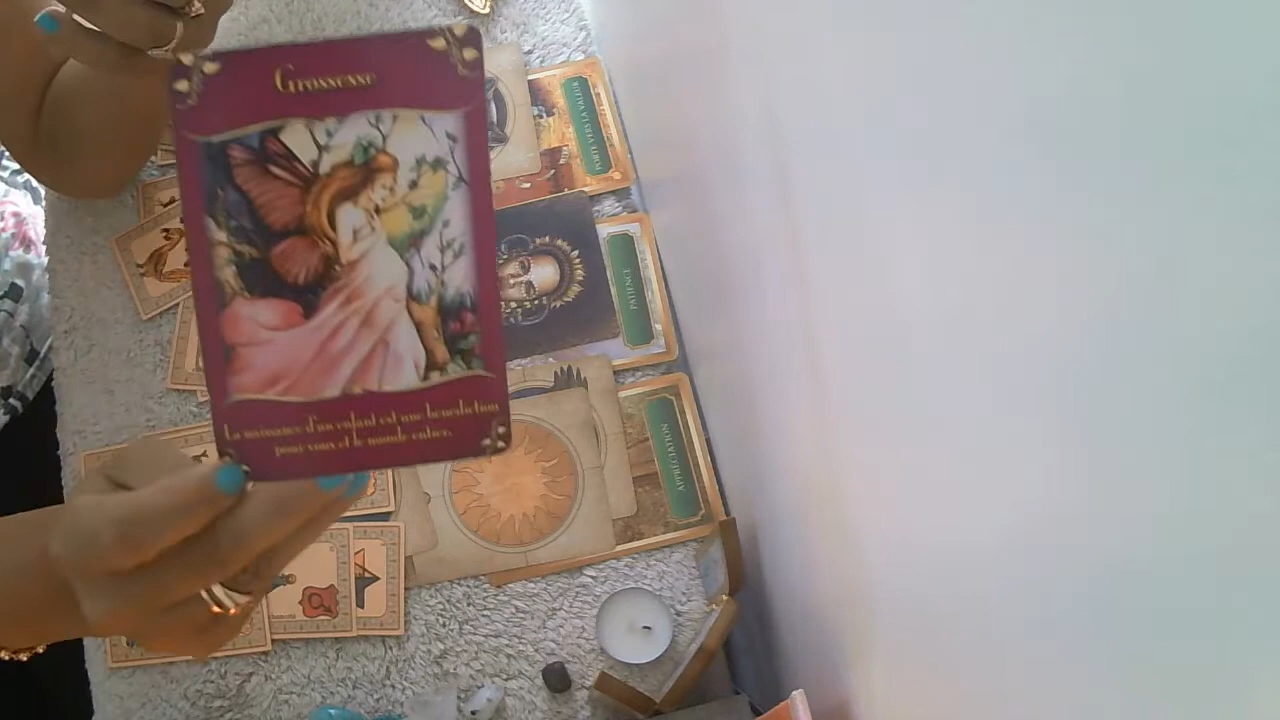 Grossesse
La naissance d'un enfant est une bénédiction
pour vous et le monde entier.
PORTE VERS LA VALEUR
PATIENCE
APPRÉCIATION